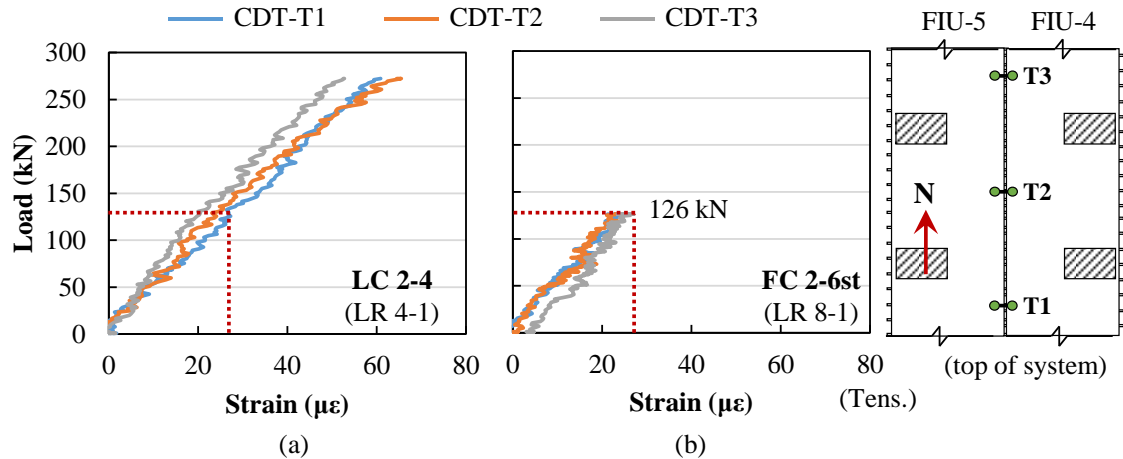 CDT-T1 CDT-T2 CDT-T3
FIU-5 FIU-4
Load (kN)
300
250
200
150
100
50
0
0 20 40 60 80
Strain (με)
LC 2-4
(LR 4-1)
(a)
126 kN
FC 2-6st
(LR 8-1)
0 20 40 60 80
Strain (με)
(Tens.)
(b)
T3
T2
N
T1
(top of system)